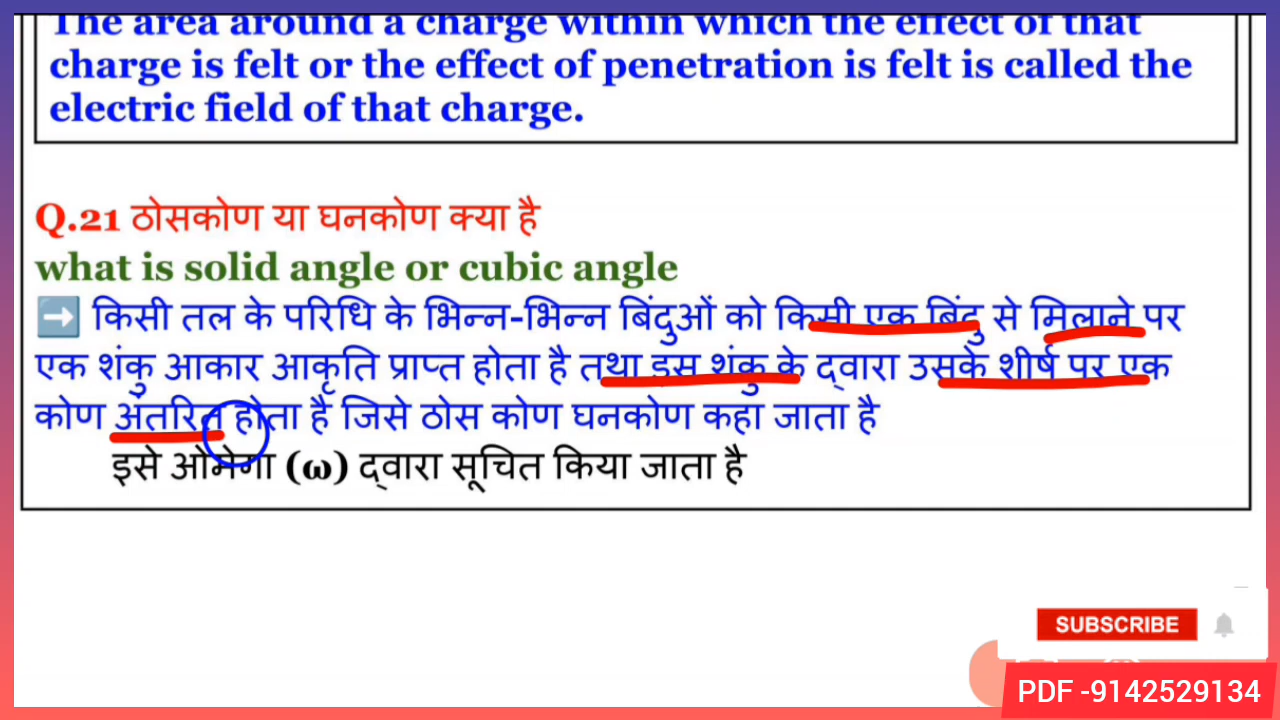 The area around a charge within which the effect of that
charge is felt or the effect of penetration is felt is called the
electric field of that charge.
Q.21 ठोसकोण या घनकोण क्या है
what is solid angle or cubic angle
➡ किसी तल के परिधि के भिन्न-भिन्न बिंदुओं को किसी एक बिंदु से मिलाने पर
एक शंकु आकार आकृति प्राप्त होता है तथा इस शंकु के द्वारा उसके शीर्ष पर एक
कोण अंतरित होता है जिसे ठोस कोण घनकोण कहा जाता है
इसे ओमेगा (ω) द्वारा सूचित किया जाता है
SUBSCRIBE
PDF -9142529134